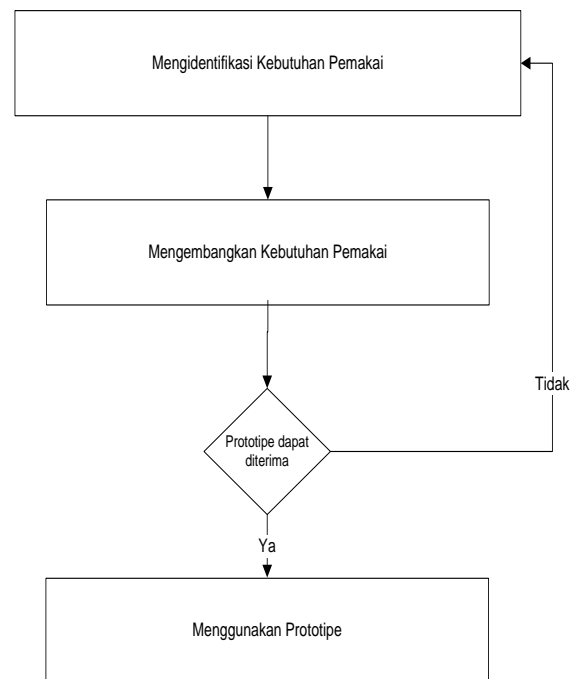 Mengidentifikasi Kebutuhan Pemakai
Mengembangkan Kebutuhan Pemakai
Tidak
Prototipe dapat
diterima
Ya
Menggunakan Prototipe